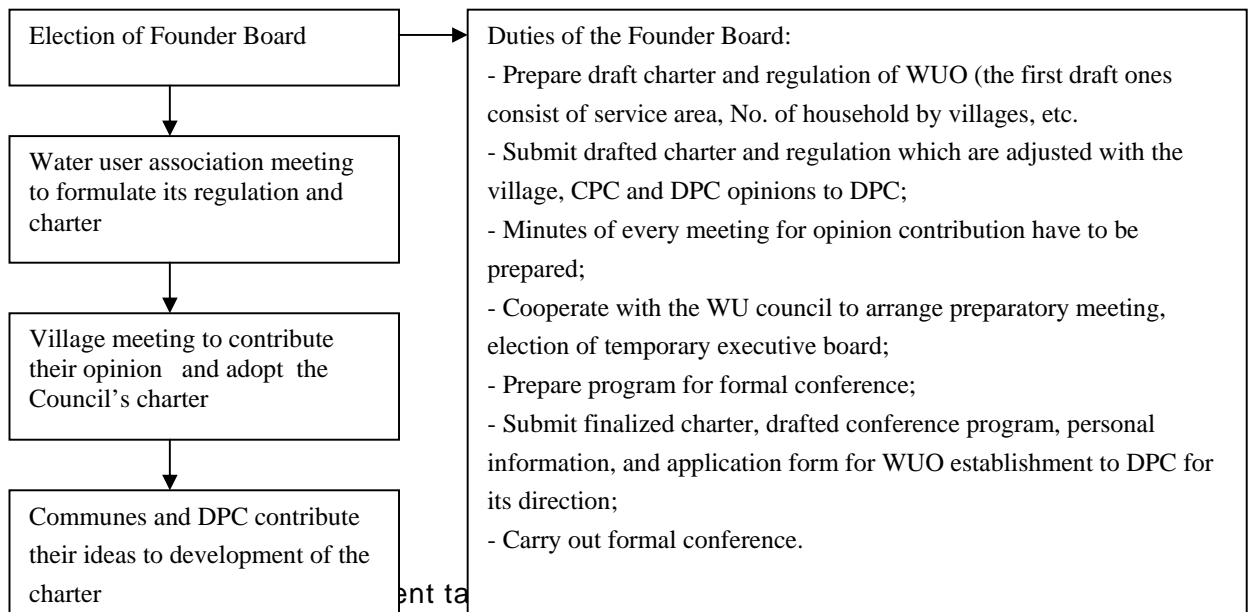 Election of Founder Board
Water user association meeting
to formulate its regulation and
charter
Village meeting to contribute
their opinion and adopt the
Council’s charter
Communes and DPC contribute
their ideas to development of the
charter
Duties of the Founder Board:
- Prepare draft charter and regulation of WUO (the first draft ones
consist of service area, No. of household by villages, etc.
- Submit drafted charter and regulation which are adjusted with the
village, CPC and DPC opinions to DPC;
- Minutes of every meeting for opinion contribution have to be
prepared;
- Cooperate with the WU council to arrange preparatory meeting,
election of temporary executive board;
- Prepare program for formal conference;
- Submit finalized charter, drafted conference program, personal
information, and application form for WUO establishment to DPC for
its direction;
- Carry out formal conference.